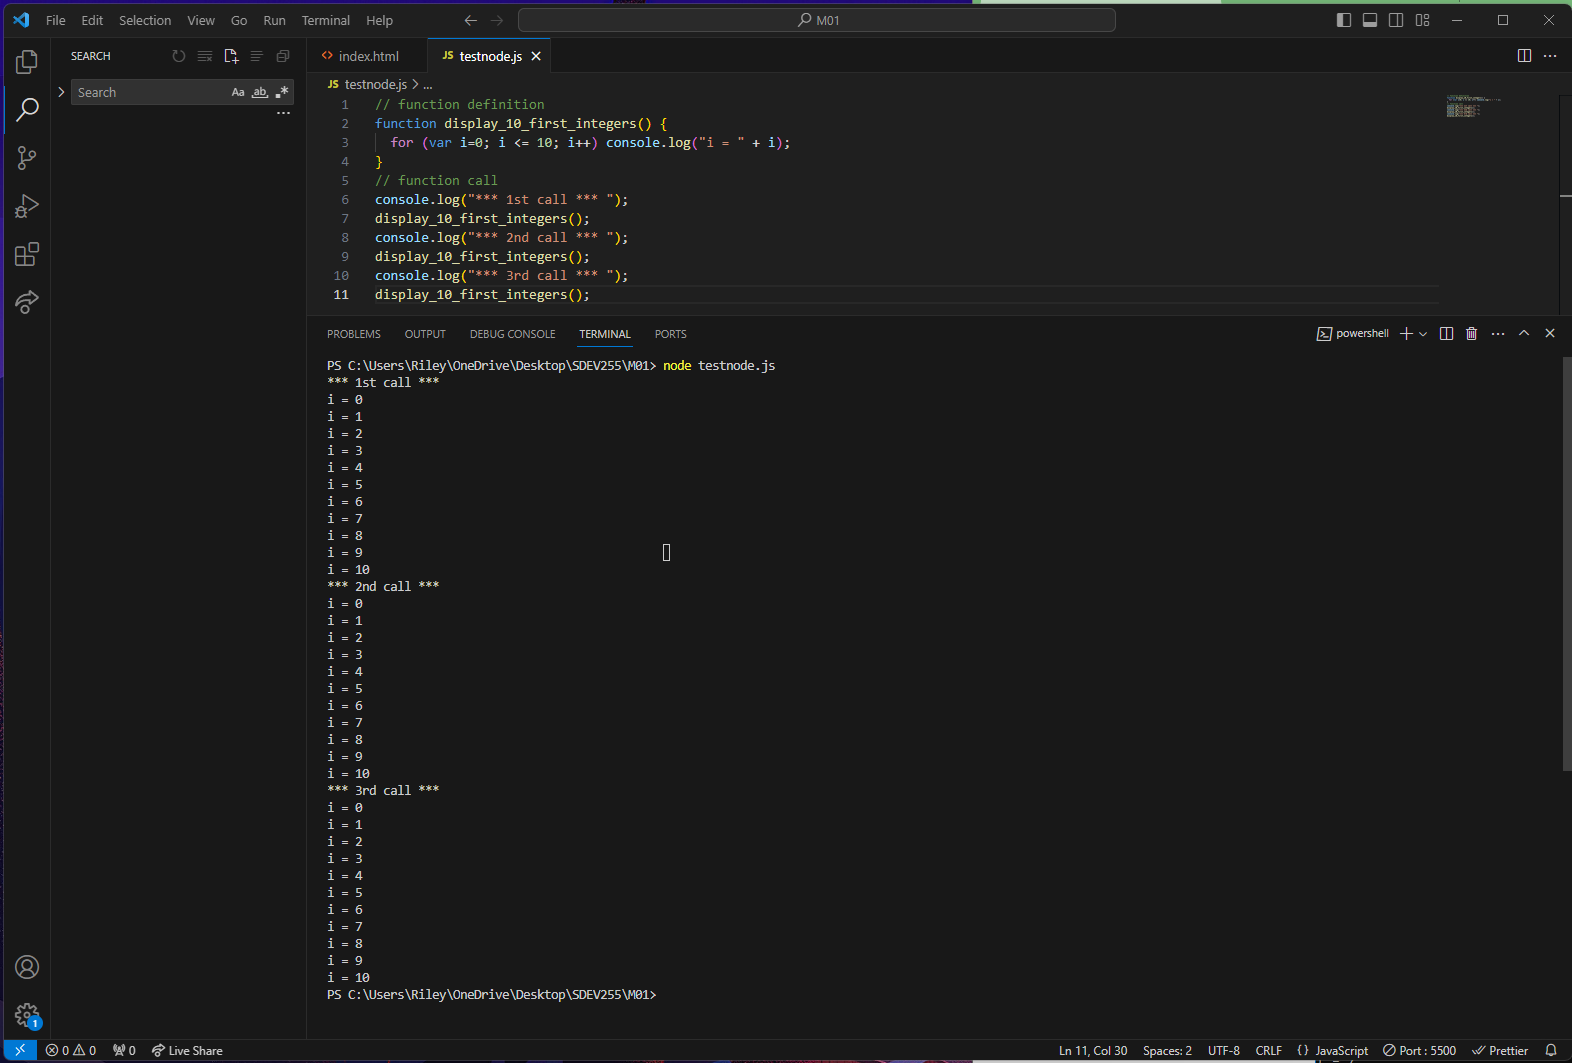 File Edit Selection View Go Run Terminal Help
M01
SEARCH
Search
Aa ab .*
index.html
JS testnode.js
JS testnode.js > ...
1 // function definition
2 function display_10_first_integers() {
3 for (var i=0; i <= 10; i++) console.log("i = " + i);
4 }
5 // function call
6 console.log("*** 1st call *** ");
7 display_10_first_integers();
8 console.log("*** 2nd call *** ");
9 display_10_first_integers();
10 console.log("*** 3rd call *** ");
11 display_10_first_integers();
PROBLEMS OUTPUT DEBUG CONSOLE TERMINAL PORTS
powershell
PS C:\Users\Riley\OneDrive\Desktop\SDEV255\M01> node testnode.js
*** 1st call ***
i = 0
i = 1
i = 2
i = 3
i = 4
i = 5
i = 6
i = 7
i = 8
i = 9
i = 10
*** 2nd call ***
i = 0
i = 1
i = 2
i = 3
i = 4
i = 5
i = 6
i = 7
i = 8
i = 9
i = 10
*** 3rd call ***
i = 0
i = 1
i = 2
i = 3
i = 4
i = 5
i = 6
i = 7
i = 8
i = 9
i = 10
PS C:\Users\Riley\OneDrive\Desktop\SDEV255\M01>
1
0 0 0 Live Share
Ln 11, Col 30 Spaces: 2 UTF-8 CRLF {} JavaScript Port : 5500 Prettier